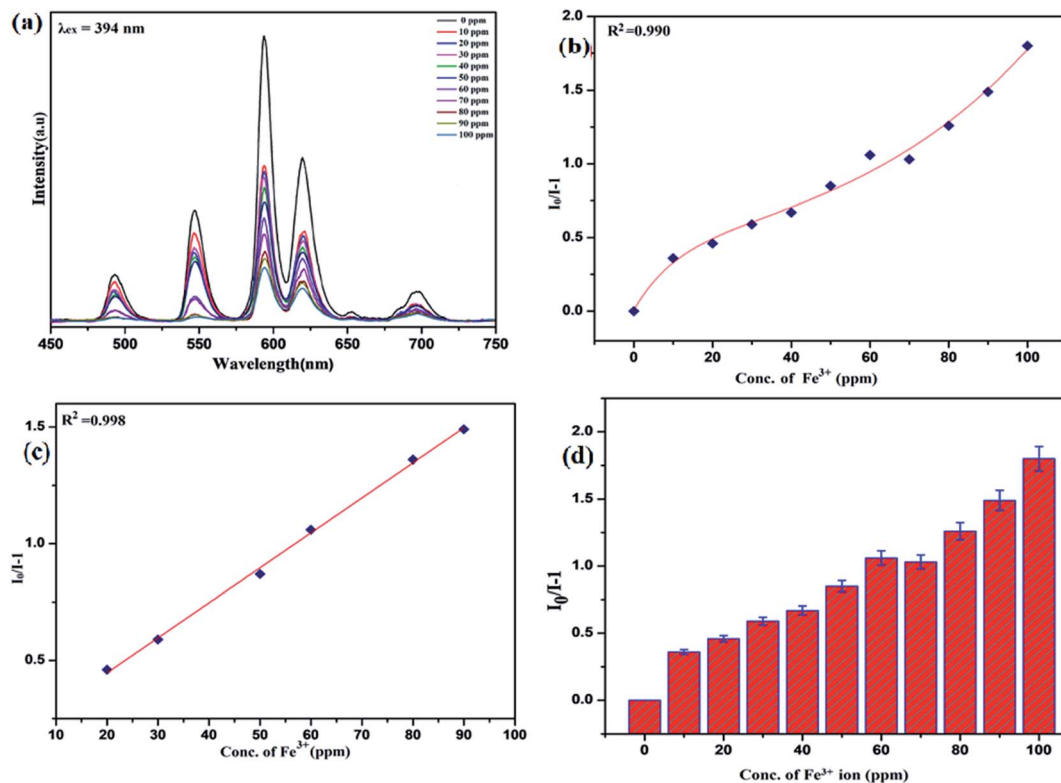 (a)
λex = 394 nm
0 ppm
10 ppm
20 ppm
30 ppm
40 ppm
50 ppm
60 ppm
70 ppm
80 ppm
90 ppm
100 ppm
Intensity(a.u)
450 500 550 600 650 700 750
Wavelength(nm)
(b)
R²=0.990
2.0
1.5
1.0
0.5
0.0
I₀/I-1
0 20 40 60 80 100
Conc. of Fe³⁺ (ppm)
(c)
R² =0.998
1.5
1.0
0.5
I₀/I-1
10 20 30 40 50 60 70 80 90 100
Conc. of Fe³⁺(ppm)
(d)
2.0
1.5
1.0
0.5
0.0
I₀/I-1
0 20 40 60 80 100
Conc. of Fe³⁺ ion (ppm)